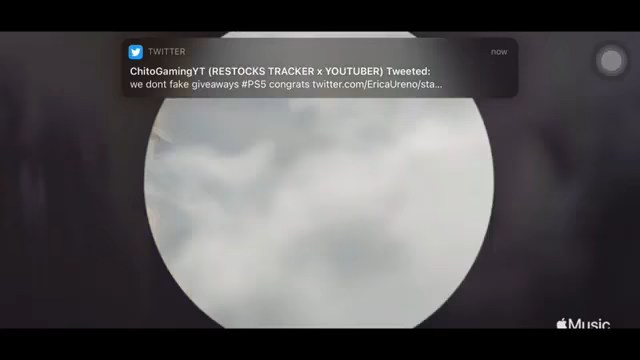 TWITTER
now
ChitoGamingYT (RESTOCKS TRACKER x YOUTUBER) Tweeted:
we dont fake giveaways #PS5 congrats twitter.com/EricaUreno/sta...
Music